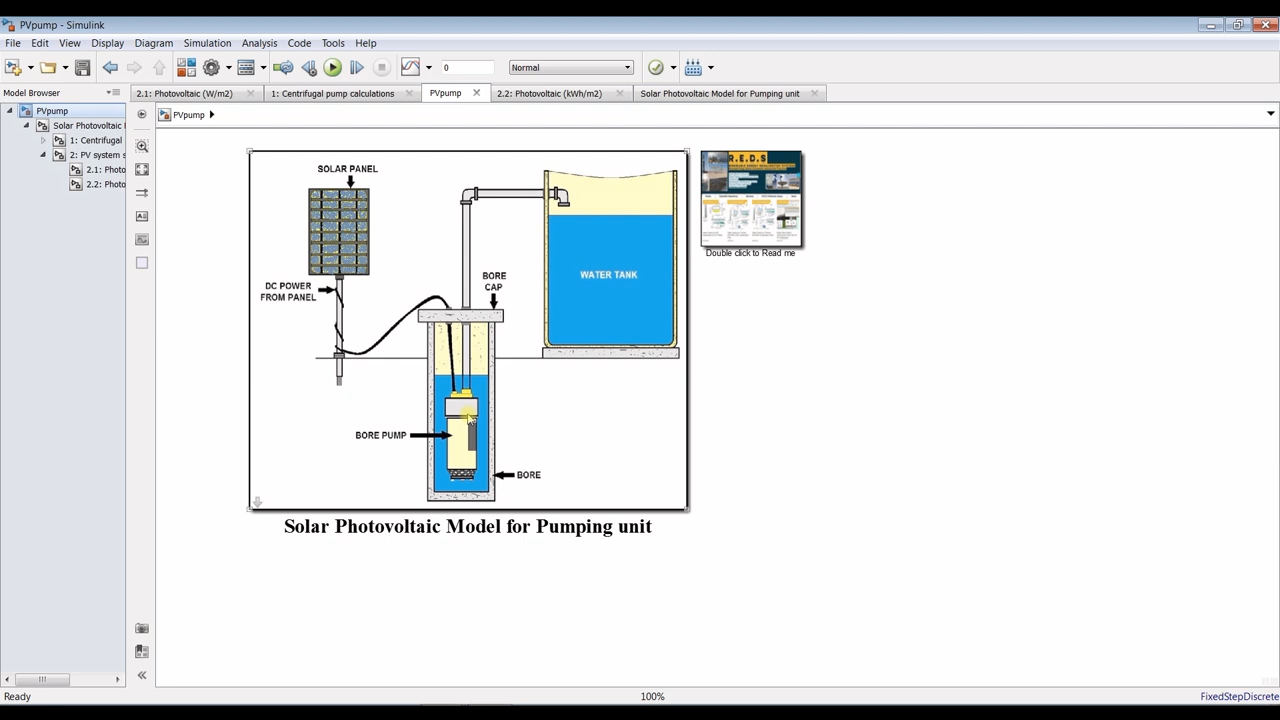 PVpump - Simulink
File Edit View Display Diagram Simulation Analysis Code Tools Help
0
Normal
Model Browser
2.1: Photovoltaic (W/m2)
1: Centrifugal pump calculations
PVpump
2.2: Photovoltaic (kWh/m2)
Solar Photovoltaic Model for Pumping unit
PVpump
PVpump
Solar Photovoltaic
1: Centrifugal
2: PV system s
2.1: Photo
2.2: Photo
SOLAR PANEL
DC POWER
FROM PANEL
BORE
CAP
WATER TANK
BORE PUMP
BORE
Solar Photovoltaic Model for Pumping unit
R.E.D.S
Double click to Read me
Ready
100%
FixedStepDiscrete